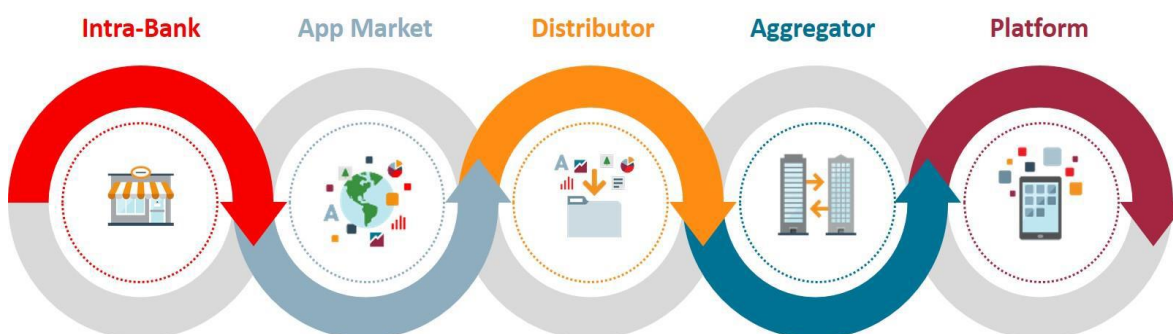 Intra-Bank
App Market
Distributor
Aggregator
Platform
A
A